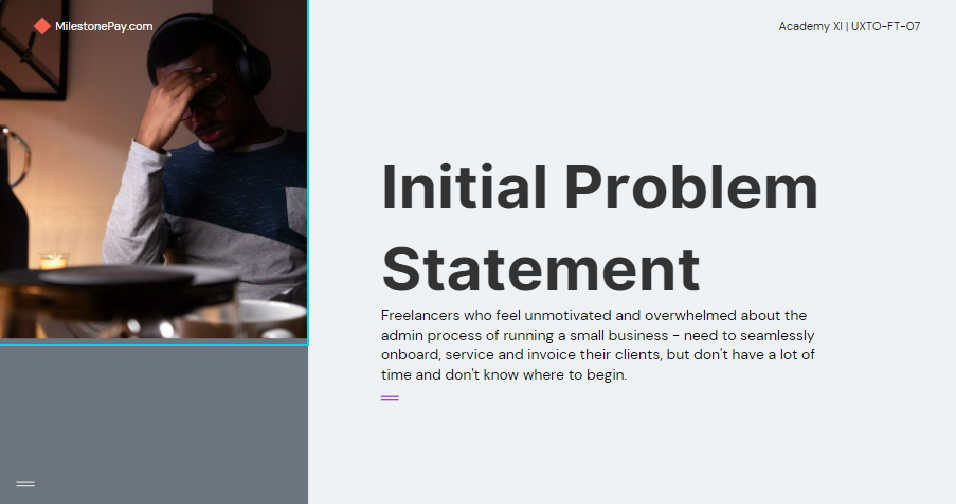 MilestonePay.com
Academy XI | UXTO-FT-07
Initial Problem
Statement
Freelancers who feel unmotivated and overwhelmed about the
admin process of running a small business – need to seamlessly
onboard, service and invoice their clients, but don't have a lot of
time and don't know where to begin.